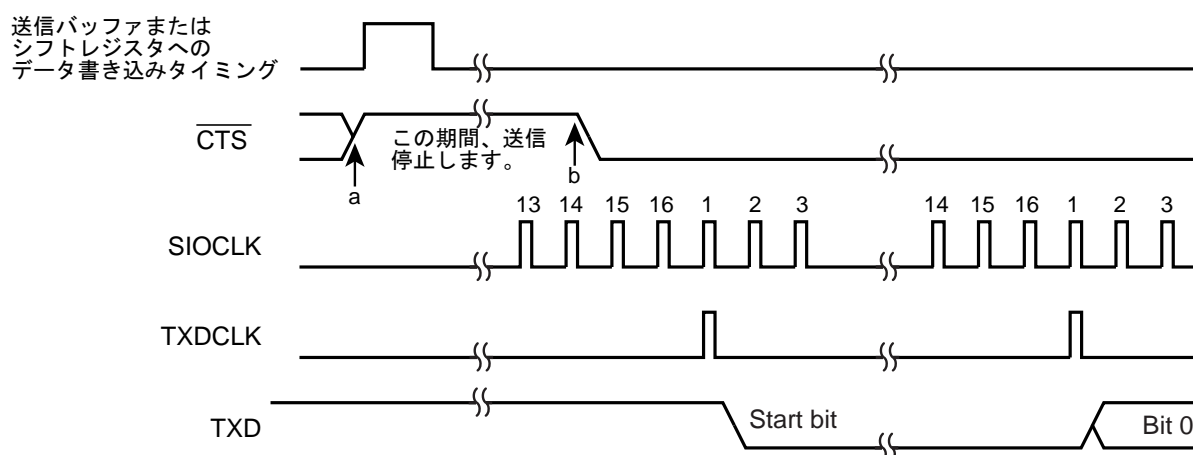 送信バッファまたは
シフトレジスタへの
データ書き込みタイミング
CTS
この期間、送信
停止します。
a
b
13 14 15 16 1 2 3 14 15 16 1 2 3
SIOCLK
TXDCLK
TXD
Start bit
Bit 0